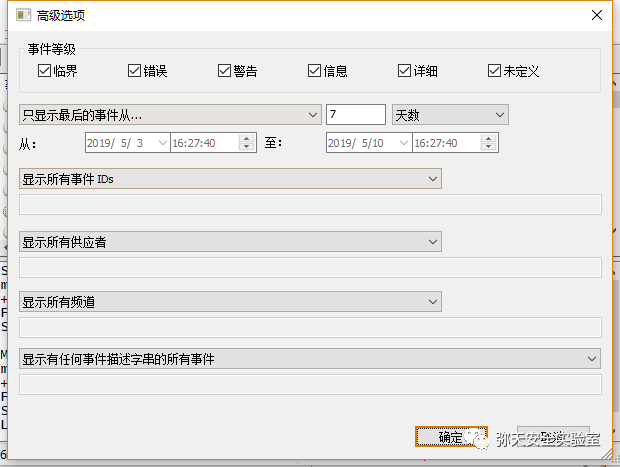 高级选项
事件等级
临界 错误 警告 信息 详细 未定义
只显示最后的事件从... 7 天数
从： 2019/ 5/ 3 16:27:40 至： 2019/ 5/10 16:27:40
显示所有事件 IDs
显示所有供应者
显示所有频道
显示有任何事件描述字串的所有事件
确定
弥天安全实验室